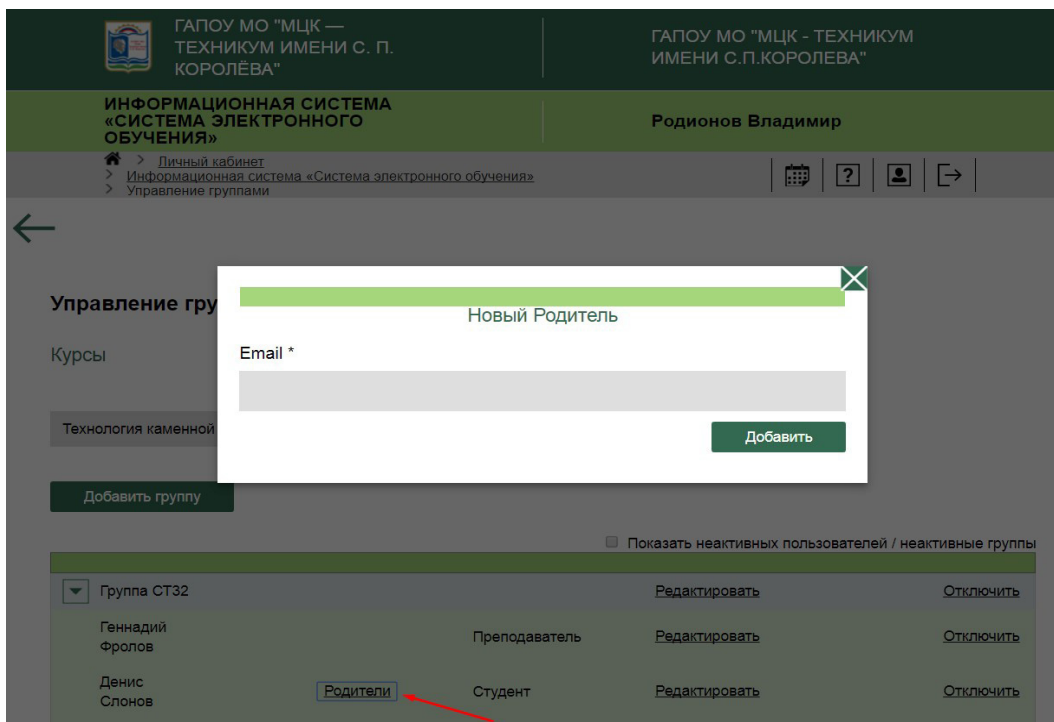 ГАПОУ МО "МЦК —
ТЕХНИКУМ ИМЕНИ С. П.
КОРОЛЁВА"
ГАПОУ МО "МЦК - ТЕХНИКУМ
ИМЕНИ С.П.КОРОЛЕВА"
ИНФОРМАЦИОННАЯ СИСТЕМА
«СИСТЕМА ЭЛЕКТРОННОГО
ОБУЧЕНИЯ»
Родионов Владимир
> Личный кабинет
> Информационная система «Система электронного обучения»
> Управление группами
Управление гру
Новый Родитель
Курсы
Email *
Технология каменной
Добавить
Добавить группу
Показать неактивных пользователей / неактивные группы
Группа СТ32 Редактировать Отключить
Геннадий
Фролов
Преподаватель Редактировать Отключить
Денис
Слонов
Родители Студент Редактировать Отключить